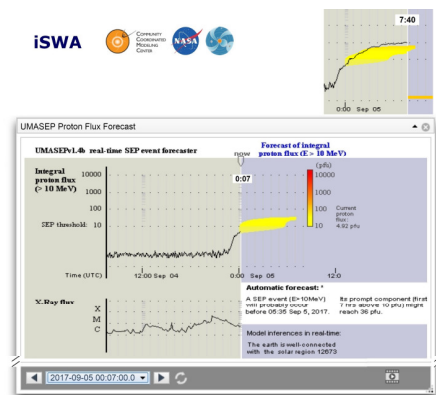 iSWA
COMMUNITY
COORDINATED
MODELING
CENTER
NASA
7:40
0:00 Sep 05
UMASEP Proton Flux Forecast
UMASEPv1.4b real-time SEP event forecaster
now
Forecast of integral
proton flux (E > 10 MeV)
Integral
proton flux
(> 10 MeV)
10000
1000
100
SEP threshold: 10
0:07
(pfu)
10000
1000
100
10
Current
proton
flux:
4.92 pfu
Time (UTC)
12:00 Sep 04
0:00 Sep 05
12:0
X-Ray flux
X
M
C
Automatic forecast: *
A SEP event (E>10MeV)
will probably occur
before 05:35 Sep 5, 2017.
Its prompt component (first
7 hrs above 10 pfu) might
reach 36 pfu.
Model inferences in real-time:
The earth is well-connected
with the solar region 12673
2017-09-05 00:07:00.0